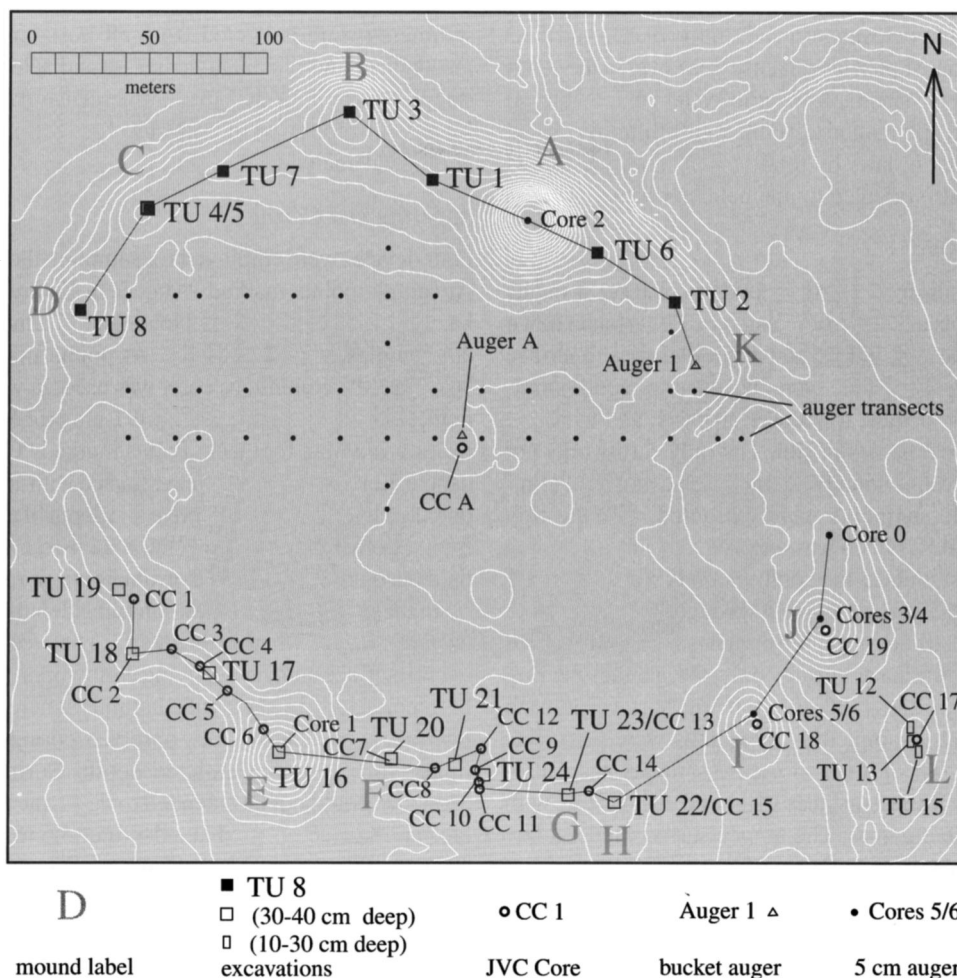 0 50 100
meters
N
B
TU 3
A
C
TU 7
TU 1
TU 4/5
Core 2
TU 6
D
TU 8
TU 2
Auger A
K
Auger 1
auger transects
CC A
Core 0
TU 19
CC 1
J
Cores 3/4
CC 3
CC 4
CC 19
TU 18
TU 17
TU 12
CC 2
TU 21
CC 17
CC 5
CC 12
TU 23/CC 13
Cores 5/6
CC 6
Core 1
TU 20
CC 9
CC 18
CC7
TU 24
CC 14
I
TU 13
L
E
TU 16
F
CC8
TU 15
CC 10
CC 11
G
H
TU 22/CC 15
D
TU 8
(30-40 cm deep)
(10-30 cm deep)
CC 1
Auger 1
Cores 5/6
mound label
excavations
JVC Core
bucket auger
5 cm auger